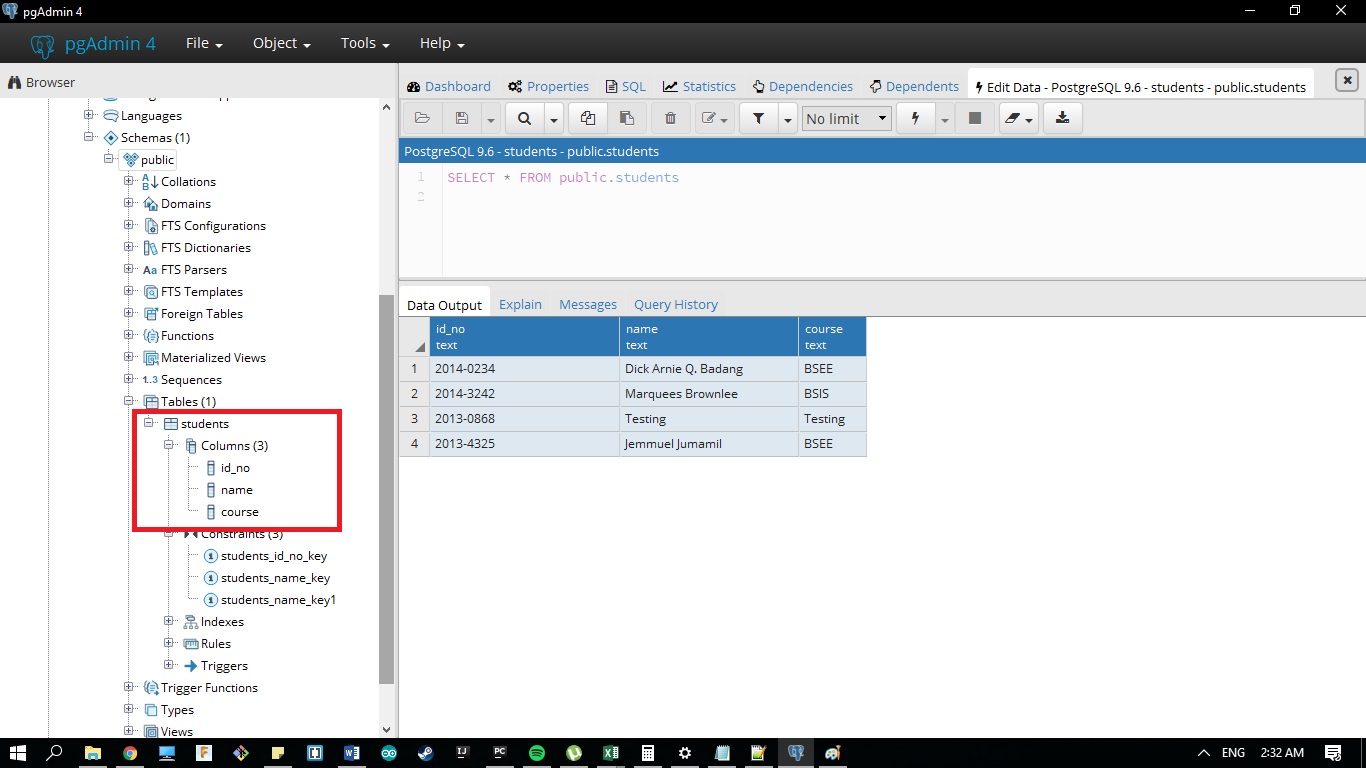 pgAdmin 4
pgAdmin 4 File Object Tools Help
Browser
Languages
Schemas (1)
public
Collations
Domains
FTS Configurations
FTS Dictionaries
Aa FTS Parsers
FTS Templates
Foreign Tables
Functions
Materialized Views
1..3 Sequences
Tables (1)
students
Columns (3)
id_no
name
course
Constraints (3)
students_id_no_key
students_name_key
students_name_key1
Indexes
Rules
Triggers
Trigger Functions
Types
Views
Dashboard Properties SQL Statistics Dependencies Dependents Edit Data - PostgreSQL 9.6 - students - public.students
No limit
PostgreSQL 9.6 - students - public.students
1 SELECT * FROM public.students
2
Data Output Explain Messages Query History
id_no name course
text text text
1 2014-0234 Dick Arnie Q. Badang BSEE
2 2014-3242 Marquees Brownlee BSIS
3 2013-0868 Testing Testing
4 2013-4325 Jemmuel Jumamil BSEE
ENG 2:32 AM